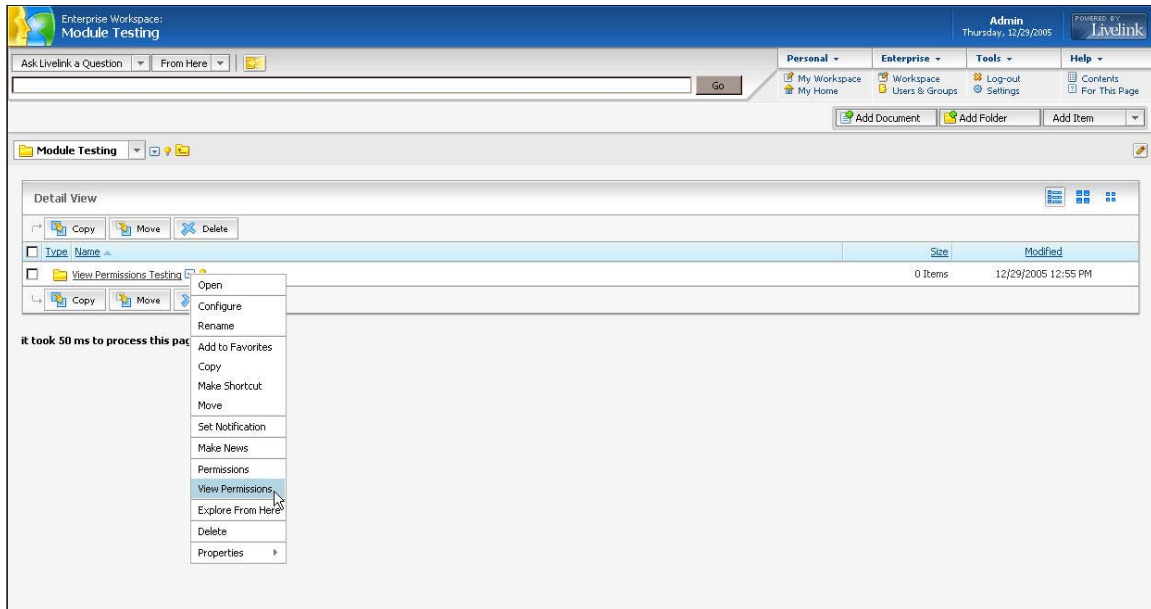 Enterprise Workspace:
Module Testing
Admin
Thursday, 12/29/2005
POWERED BY
Livelink
Ask Livelink a Question
From Here
Go
Personal
Enterprise
Tools
Help
My Workspace
Workspace
Log-out
Contents
My Home
Users & Groups
Settings
For This Page
Add Document
Add Folder
Add Item
Module Testing
Detail View
Copy
Move
Delete
Type
Name
Size
Modified
View Permissions Testing
0 Items
12/29/2005 12:55 PM
Copy
Move
it took 50 ms to process this pag
Open
Configure
Rename
Add to Favorites
Copy
Make Shortcut
Move
Set Notification
Make News
Permissions
View Permissions
Explore From Here
Delete
Properties